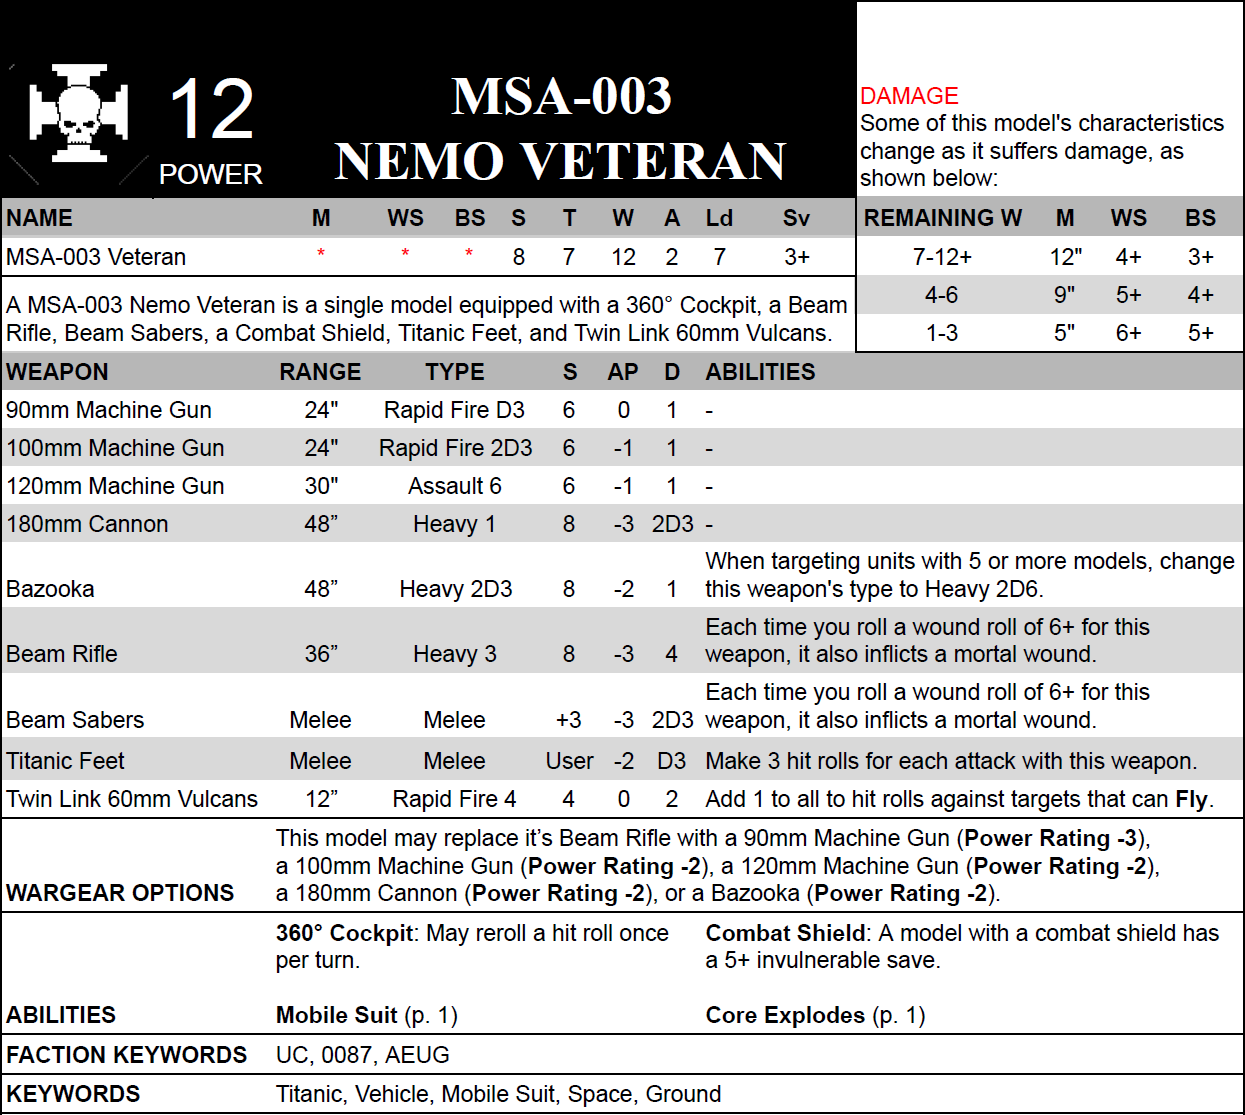 12
POWER
MSA-003
NEMO VETERAN
DAMAGE
Some of this model's characteristics
change as it suffers damage, as
shown below:
NAME M WS BS S T W A Ld Sv
MSA-003 Veteran * * * 8 7 12 2 7 3+
A MSA-003 Nemo Veteran is a single model equipped with a 360° Cockpit, a Beam
Rifle, Beam Sabers, a Combat Shield, Titanic Feet, and Twin Link 60mm Vulcans.
REMAINING W M WS BS
7-12+ 12" 4+ 3+
4-6 9" 5+ 4+
1-3 5" 6+ 5+
WEAPON RANGE TYPE S AP D ABILITIES
90mm Machine Gun 24" Rapid Fire D3 6 0 1 -
100mm Machine Gun 24" Rapid Fire 2D3 6 -1 1 -
120mm Machine Gun 30" Assault 6 6 -1 1 -
180mm Cannon 48” Heavy 1 8 -3 2D3 -
When targeting units with 5 or more models, change
Bazooka 48” Heavy 2D3 8 -2 1 this weapon's type to Heavy 2D6.
Each time you roll a wound roll of 6+ for this
Beam Rifle 36” Heavy 3 8 -3 4 weapon, it also inflicts a mortal wound.
Each time you roll a wound roll of 6+ for this
Beam Sabers Melee Melee +3 -3 2D3 weapon, it also inflicts a mortal wound.
Titanic Feet Melee Melee User -2 D3 Make 3 hit rolls for each attack with this weapon.
Twin Link 60mm Vulcans 12” Rapid Fire 4 4 0 2 Add 1 to all to hit rolls against targets that can Fly.
This model may replace it’s Beam Rifle with a 90mm Machine Gun (Power Rating -3),
a 100mm Machine Gun (Power Rating -2), a 120mm Machine Gun (Power Rating -2),
WARGEAR OPTIONS a 180mm Cannon (Power Rating -2), or a Bazooka (Power Rating -2).
360° Cockpit: May reroll a hit roll once
per turn.
Combat Shield: A model with a combat shield has
a 5+ invulnerable save.
ABILITIES Mobile Suit (p. 1) Core Explodes (p. 1)
FACTION KEYWORDS UC, 0087, AEUG
KEYWORDS Titanic, Vehicle, Mobile Suit, Space, Ground